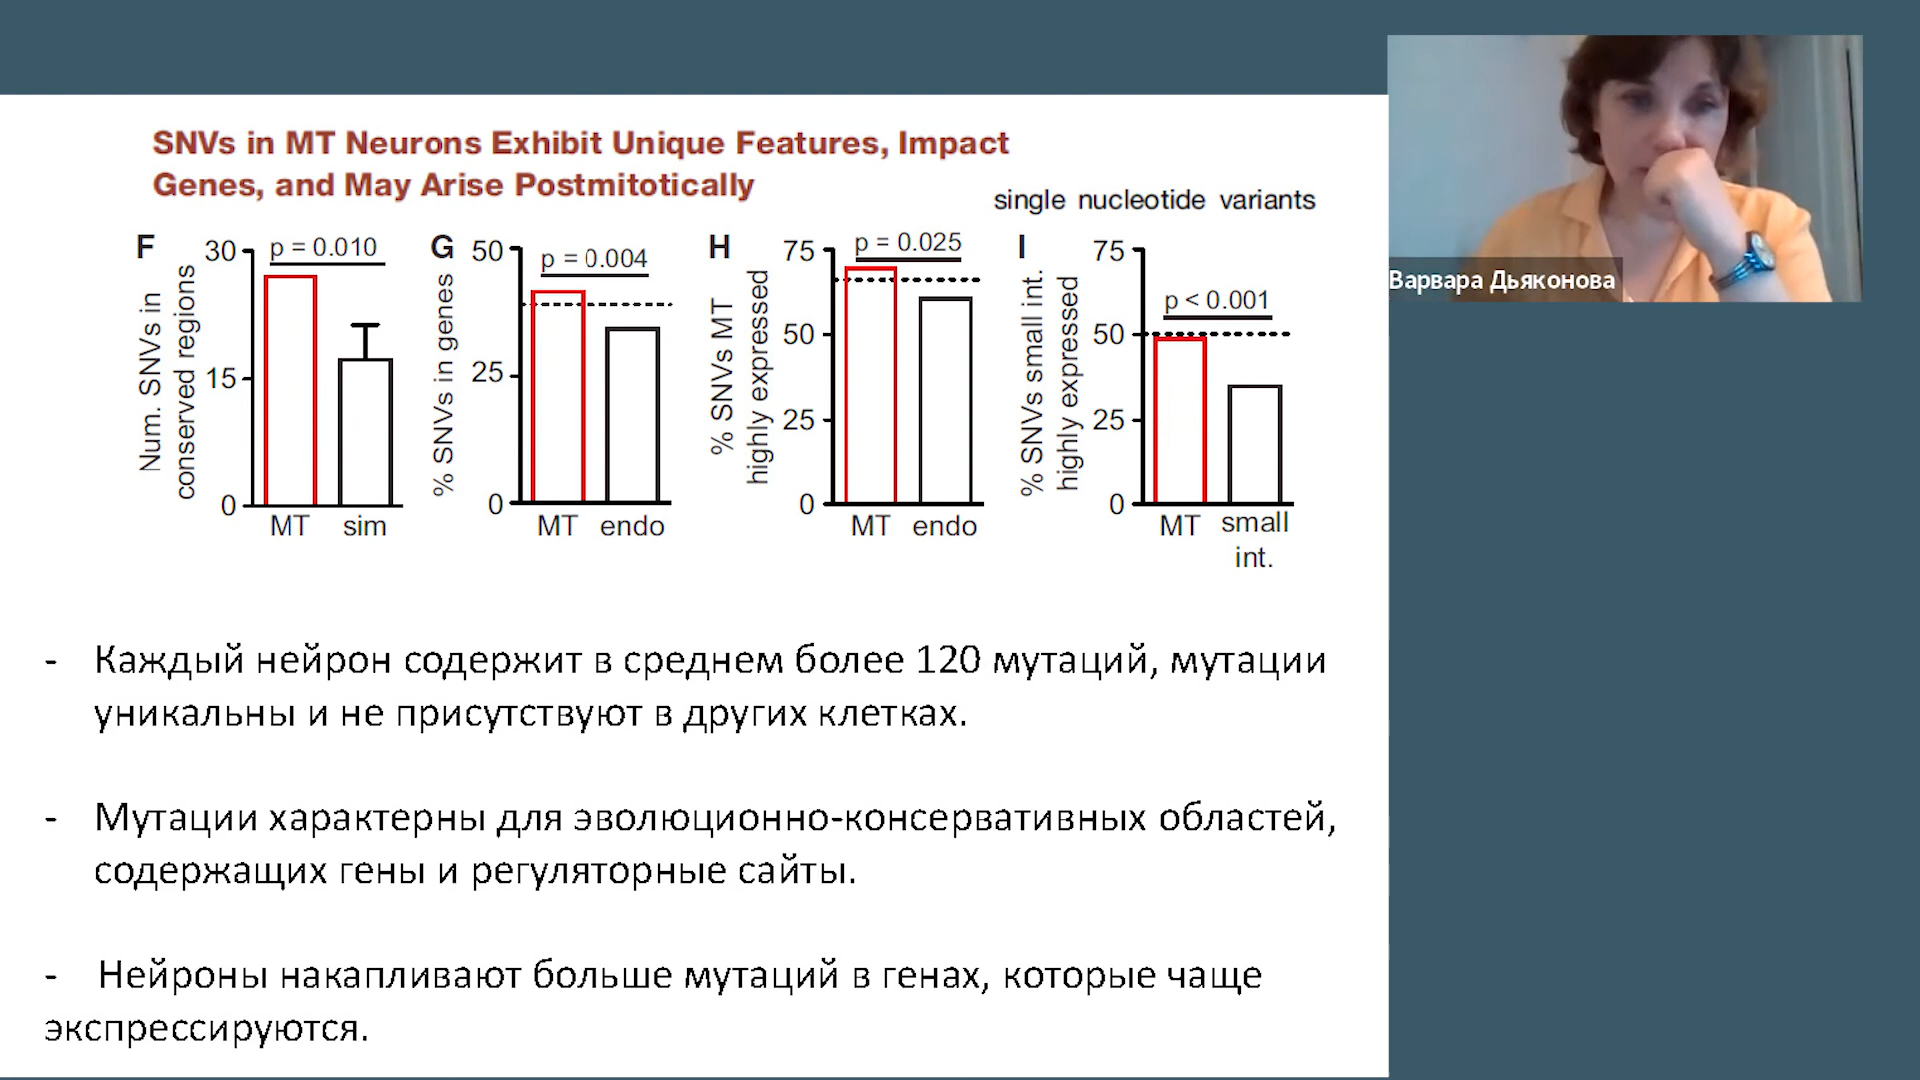 SNVs in MT Neurons Exhibit Unique Features, Impact
Genes, and May Arise Postmitotically
single nucleotide variants
F
30
15
0
p = 0.010
Num. SNVs in
conserved regions
MT
sim
G
50
25
0
p = 0.004
% SNVs in genes
MT
endo
H
75
50
25
0
p = 0.025
% SNVs MT
highly expressed
MT
endo
I
75
50
25
0
p < 0.001
% SNVs small int.
highly expressed
MT
small
int.
Варвара Дьяконова
- Каждый нейрон содержит в среднем более 120 мутаций, мутации
уникальны и не присутствуют в других клетках.
- Мутации характерны для эволюционно-консервативных областей,
содержащих гены и регуляторные сайты.
- Нейроны накапливают больше мутаций в генах, которые чаще
экспрессируются.